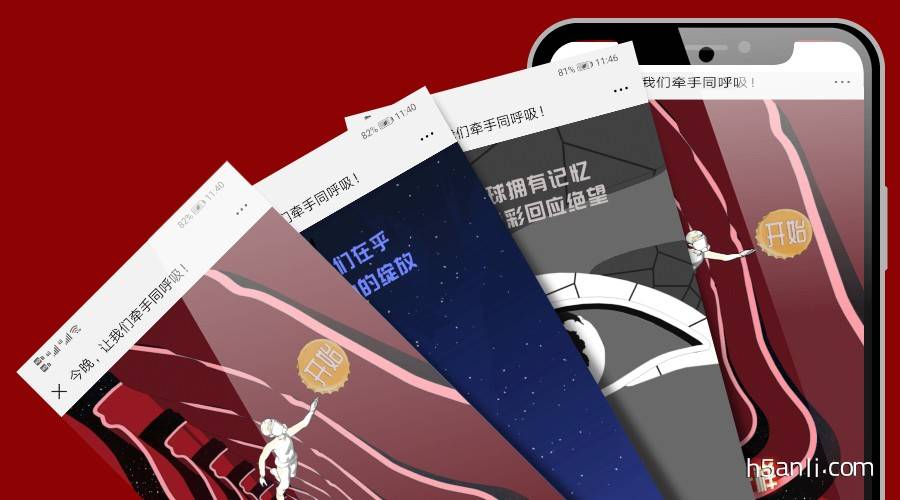 82% 11:40
× 今晚，让我们牵手同呼吸！
开始
82% 11:40
们牵手同呼吸！
们在乎
的绽放
81% 11:46
们牵手同呼吸！
球拥有记忆
彩回应绝望
我们牵手同呼吸！
开始
h5anli.com